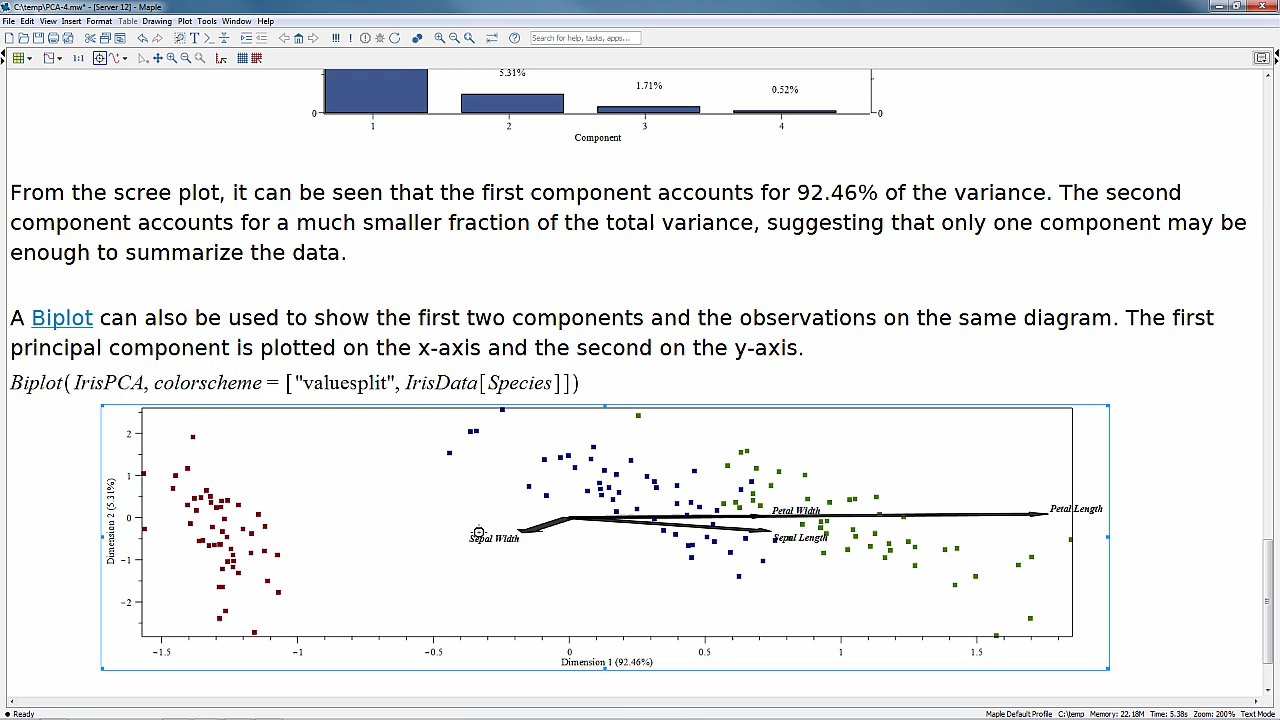 C:\temp\PCA-4.mw* - [Server 12] - Maple
File Edit View Insert Format Table Drawing Plot Tools Window Help
Search for help, tasks, apps...
1:1
5.31%
1.71%
0.52%
0 0
1 2 3 4
Component
From the scree plot, it can be seen that the first component accounts for 92.46% of the variance. The second
component accounts for a much smaller fraction of the total variance, suggesting that only one component may be
enough to summarize the data.
A Biplot can also be used to show the first two components and the observations on the same diagram. The first
principal component is plotted on the x-axis and the second on the y-axis.
Biplot(IrisPCA, colorscheme = ["valuesplit", IrisData[Species]])
2
1
0
−1
−2
Dimension 2 (5.31%)
Petal Width
Petal Length
Sepal Width
Sepal Length
−1.5 −1 −0.5 0 0.5 1 1.5
Dimension 1 (92.46%)
Ready
Maple Default Profile C:\temp Memory: 22.18M Time: 5.38s Zoom: 200% Text Mode